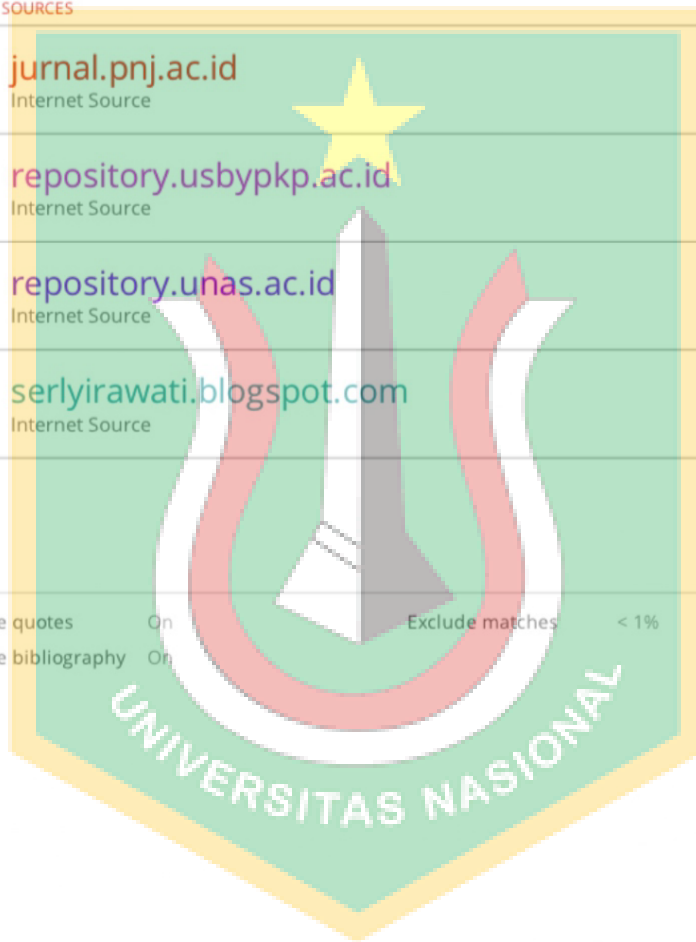 SOURCES
jurnal.pnj.ac.id
Internet Source
repository.usbypkp.ac.id
Internet Source
repository.unas.ac.id
Internet Source
serlyirawati.blogspot.com
Internet Source
e quotes On Exclude matches < 1%
e bibliography On
UNIVERSITAS NASIONAL